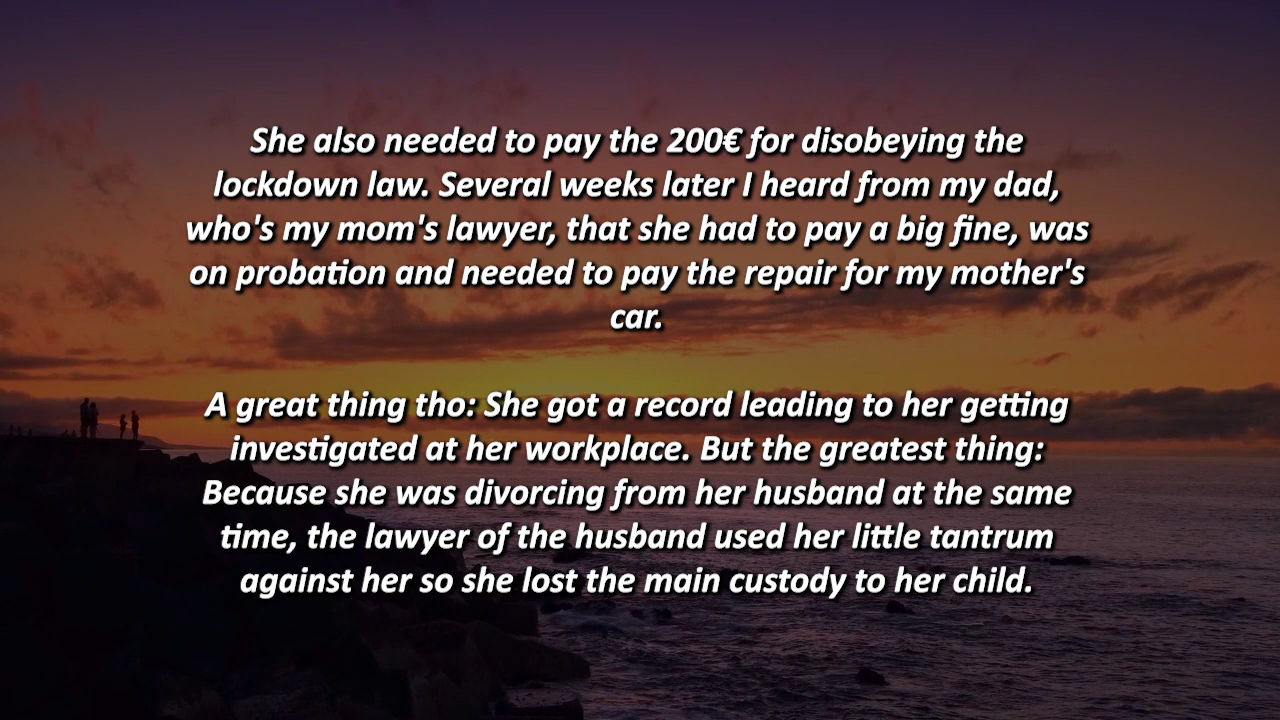 She also needed to pay the 200€ for disobeying the
lockdown law. Several weeks later I heard from my dad,
who's my mom's lawyer, that she had to pay a big fine, was
on probation and needed to pay the repair for my mother's
car.
A great thing tho: She got a record leading to her getting
investigated at her workplace. But the greatest thing:
Because she was divorcing from her husband at the same
time, the lawyer of the husband used her little tantrum
against her so she lost the main custody to her child.